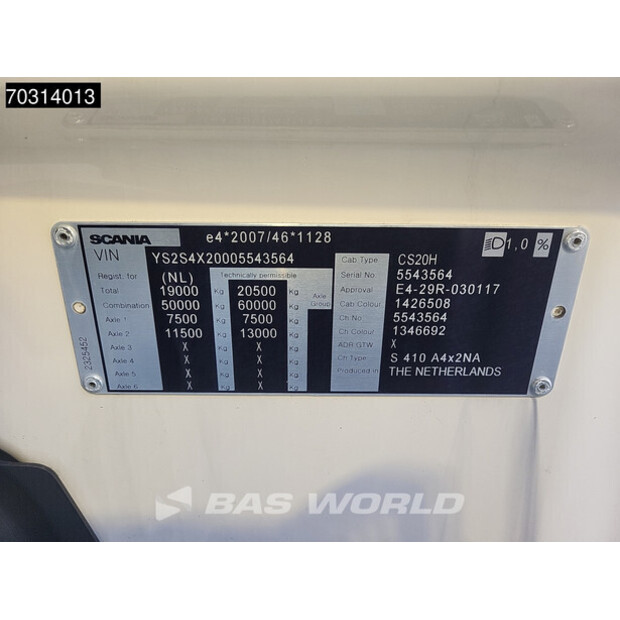 70314013
SCANIA e4*2007/46*1128 1,0 %
VIN YS2S4X20005543564
Regist. for (NL) Technically permissible
Total 19000 Kg 20500 Kg Axle Group
Combination 50000 Kg 60000 Kg
Axle 1 7500 Kg 7500 Kg
Axle 2 11500 Kg 13000 Kg
Axle 3 X Kg X Kg
Axle 4 X Kg X Kg
Axle 5 X Kg X Kg
Axle 6 X Kg X Kg
Cab Type CS20H
Serial No. 5543564
Approval E4-29R-030117
Cab Colour 1426508
Ch No 5543564
Ch Colour 1346692
ADR GTW X
Ch Type S 410 A4x2NA
Produced in THE NETHERLANDS
2325452
BAS WORLD